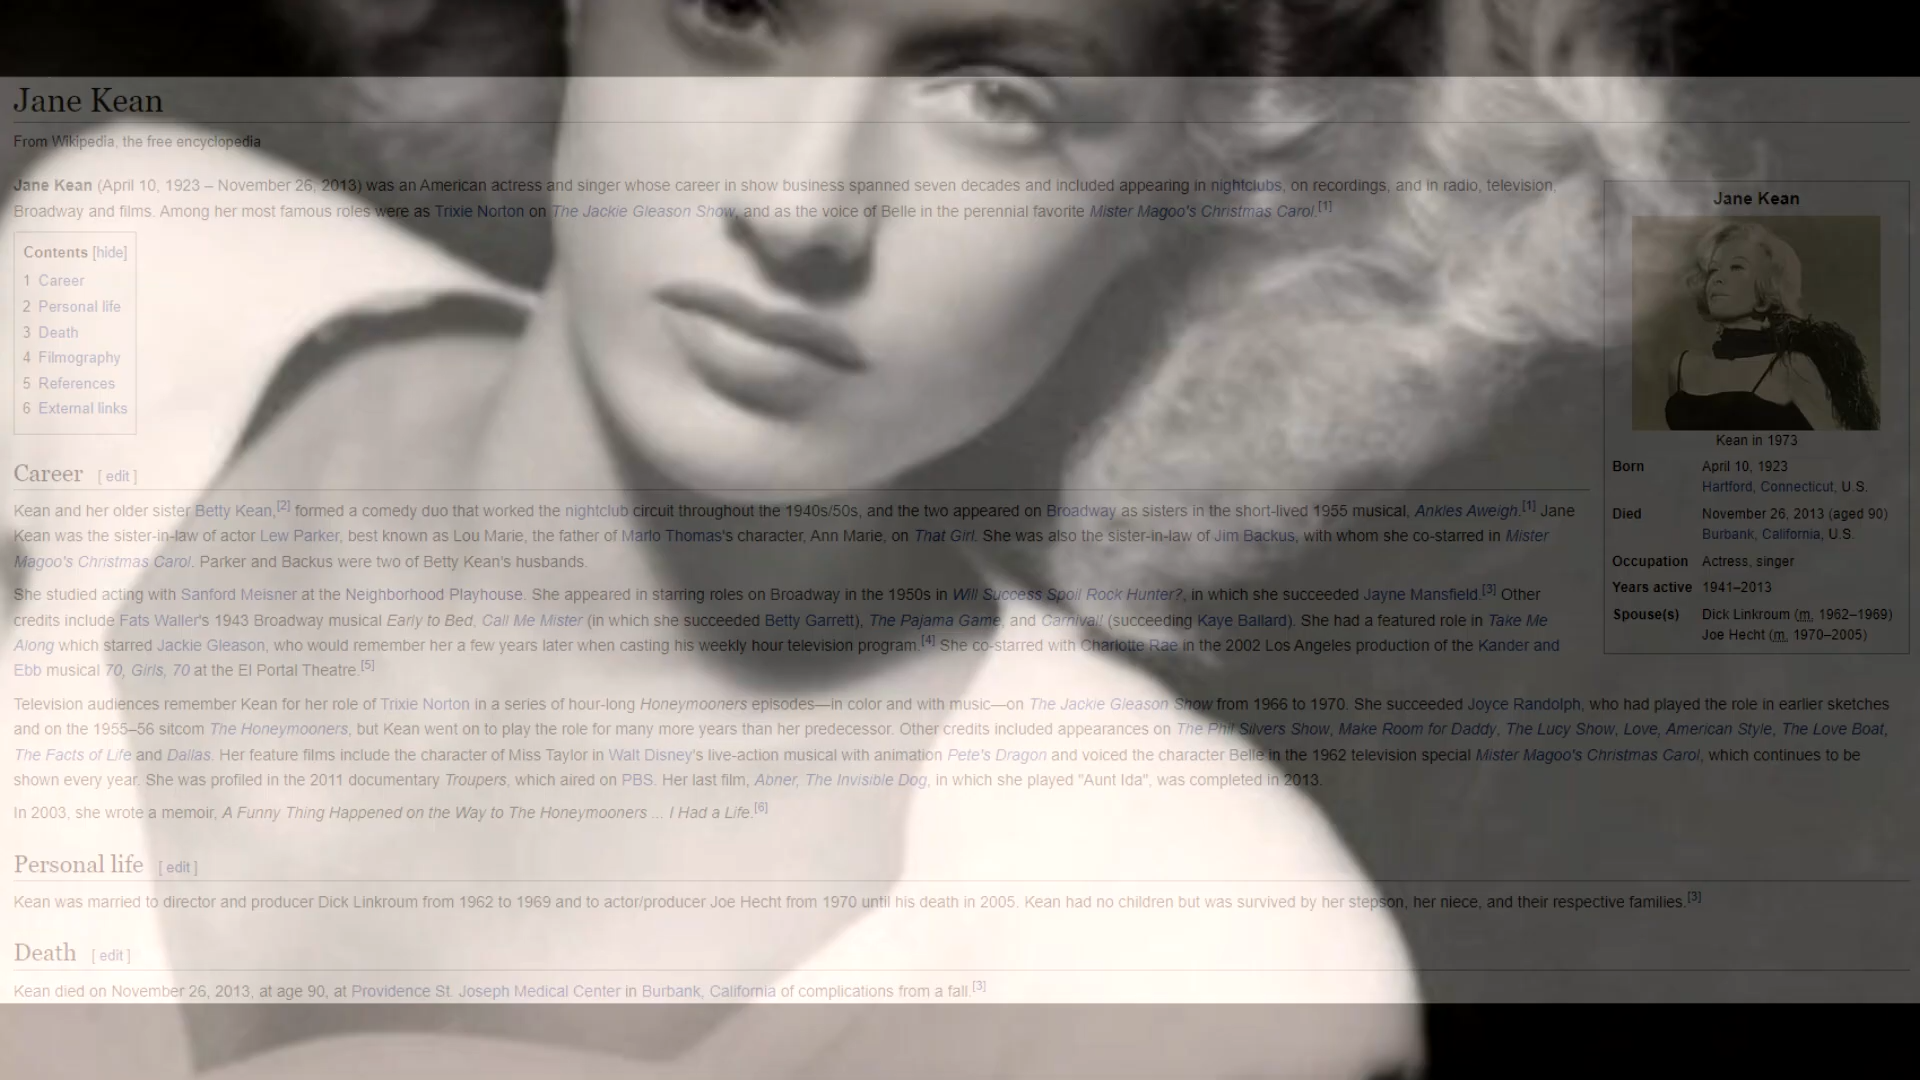 Jane Kean
From Wikipedia, the free encyclopedia
Jane Kean (April 10, 1923 – November 26, 2013) was an American actress and singer whose career in show business spanned seven decades and included appearing in nightclubs, on recordings, and in radio, television,
Broadway and films. Among her most famous roles were as Trixie Norton on The Jackie Gleason Show, and as the voice of Belle in the perennial favorite Mister Magoo's Christmas Carol.[1]
Contents [hide]
1 Career
2 Personal life
3 Death
4 Filmography
5 References
6 External links
Career [ edit ]
Kean and her older sister Betty Kean,[2] formed a comedy duo that worked the nightclub circuit throughout the 1940s/50s, and the two appeared on Broadway as sisters in the short-lived 1955 musical, Ankles Aweigh.[1] Jane
Kean was the sister-in-law of actor Lew Parker, best known as Lou Marie, the father of Marlo Thomas's character, Ann Marie, on That Girl. She was also the sister-in-law of Jim Backus, with whom she co-starred in Mister
Magoo's Christmas Carol. Parker and Backus were two of Betty Kean's husbands.
She studied acting with Sanford Meisner at the Neighborhood Playhouse. She appeared in starring roles on Broadway in the 1950s in Will Success Spoil Rock Hunter?, in which she succeeded Jayne Mansfield.[3] Other
credits include Fats Waller's 1943 Broadway musical Early to Bed, Call Me Mister (in which she succeeded Betty Garrett), The Pajama Game, and Carnival! (succeeding Kaye Ballard). She had a featured role in Take Me
Along which starred Jackie Gleason, who would remember her a few years later when casting his weekly hour television program.[4] She co-starred with Charlotte Rae in the 2002 Los Angeles production of the Kander and
Ebb musical 70, Girls, 70 at the El Portal Theatre.[5]
Television audiences remember Kean for her role of Trixie Norton in a series of hour-long Honeymooners episodes—in color and with music—on The Jackie Gleason Show from 1966 to 1970. She succeeded Joyce Randolph, who had played the role in earlier sketches
and on the 1955–56 sitcom The Honeymooners, but Kean went on to play the role for many more years than her predecessor. Other credits included appearances on The Phil Silvers Show, Make Room for Daddy, The Lucy Show, Love, American Style, The Love Boat,
The Facts of Life and Dallas. Her feature films include the character of Miss Taylor in Walt Disney's live-action musical with animation Pete's Dragon and voiced the character Belle in the 1962 television special Mister Magoo's Christmas Carol, which continues to be
shown every year. She was profiled in the 2011 documentary Troupers, which aired on PBS. Her last film, Abner, The Invisible Dog, in which she played "Aunt Ida", was completed in 2013.
In 2003, she wrote a memoir, A Funny Thing Happened on the Way to The Honeymooners ... I Had a Life.[6]
Personal life [ edit ]
Kean was married to director and producer Dick Linkroum from 1962 to 1969 and to actor/producer Joe Hecht from 1970 until his death in 2005. Kean had no children but was survived by her stepson, her niece, and their respective families.[3]
Death [ edit ]
Kean died on November 26, 2013, at age 90, at Providence St. Joseph Medical Center in Burbank, California of complications from a fall.[3]
Jane Kean
Kean in 1973
Born April 10, 1923
Hartford, Connecticut, U.S.
Died November 26, 2013 (aged 90)
Burbank, California, U.S.
Occupation Actress, singer
Years active 1941–2013
Spouse(s) Dick Linkroum (m. 1962–1969)
Joe Hecht (m. 1970–2005)